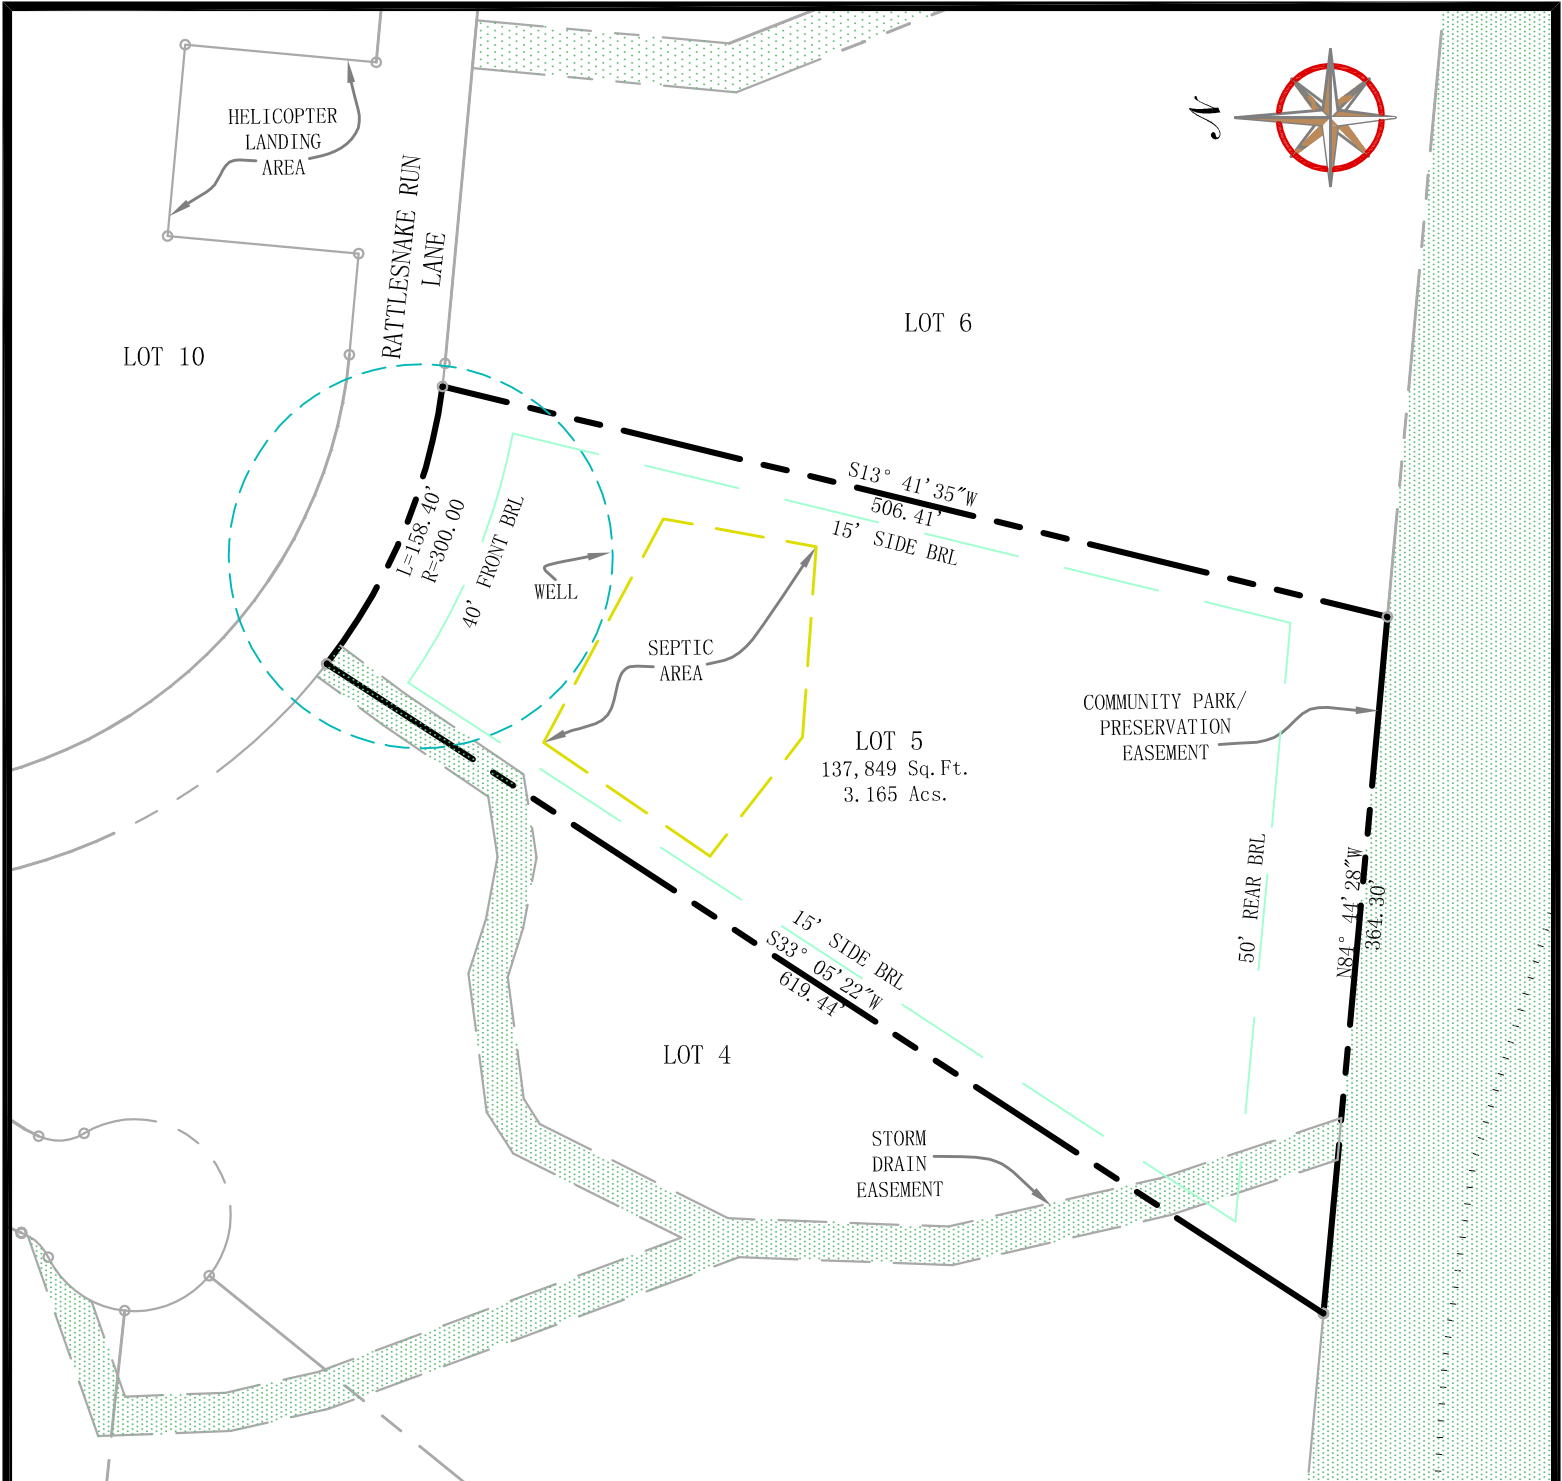 HELICOPTER
LANDING
AREA
N
RATTLESNAKE RUN
LANE
LOT 6
LOT 10
S13° 41'35"W
506.41'
15' SIDE BRL
L=158.40'
R=300.00
40' FRONT BRL
WELL
SEPTIC
AREA
COMMUNITY PARK/
PRESERVATION
EASEMENT
LOT 5
137,849 Sq.Ft.
3.165 Acs.
50' REAR BRL
N84° 44'28"W
364.30'
15' SIDE BRL
S33° 05'22"W
619.44'
LOT 4
STORM
DRAIN
EASEMENT